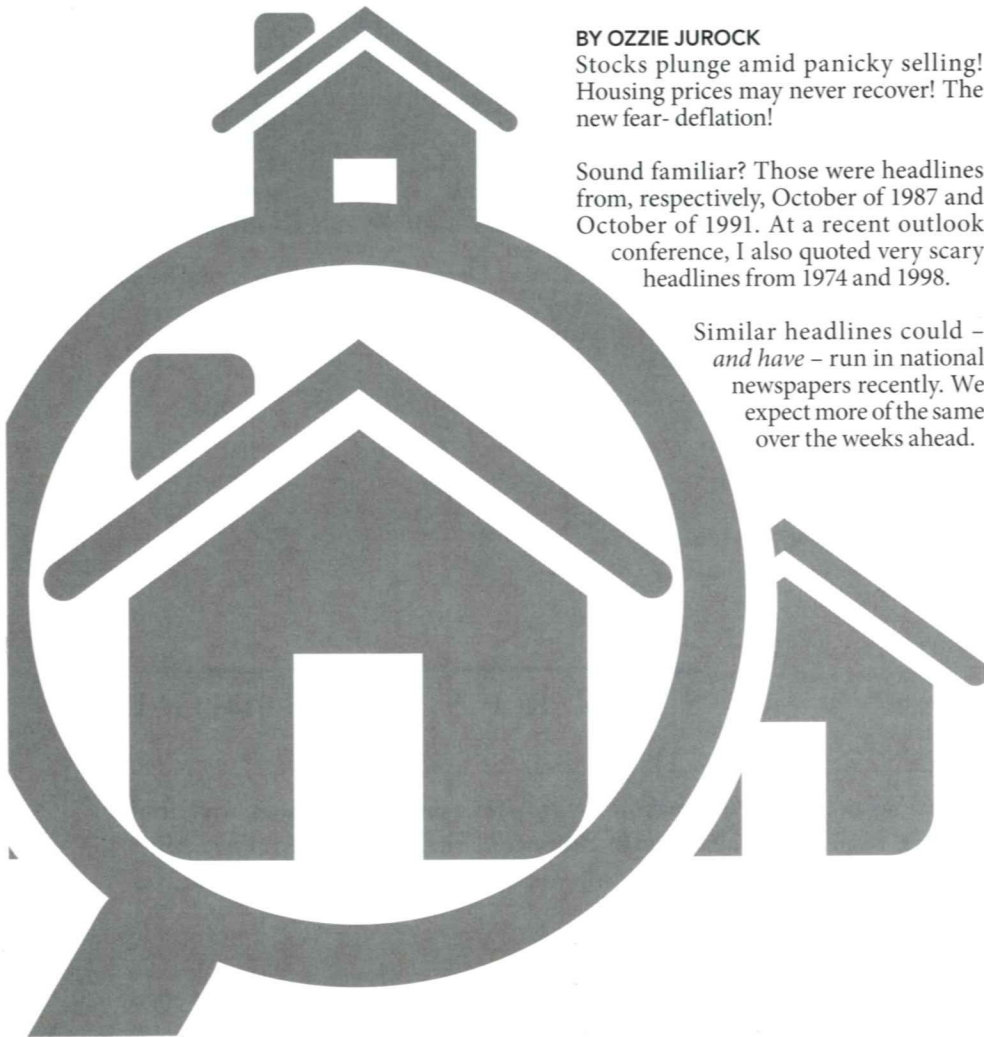 BY OZZIE JUROCK
Stocks plunge amid panicky selling!
Housing prices may never recover! The
new fear- deflation!
Sound familiar? Those were headlines
from, respectively, October of 1987 and
October of 1991. At a recent outlook
conference, I also quoted very scary
headlines from 1974 and 1998.
Similar headlines could –
and have – run in national
newspapers recently. We
expect more of the same
over the weeks ahead.